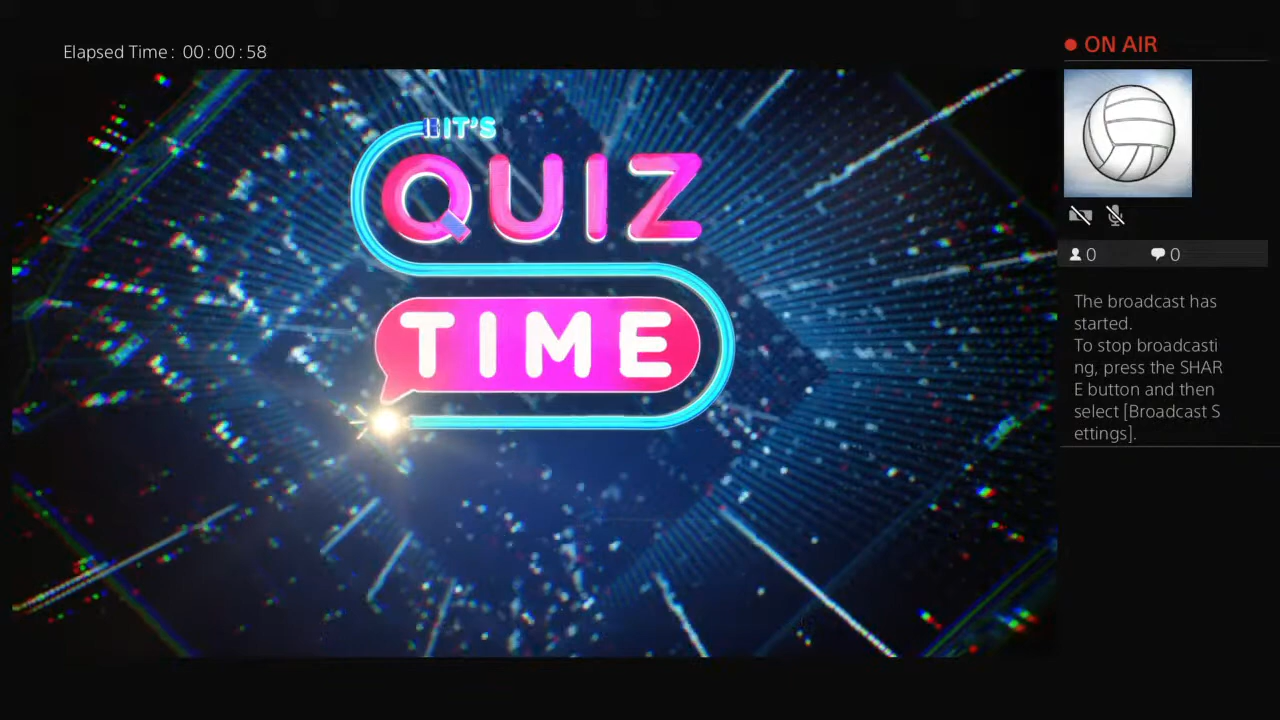 Elapsed Time: 00:00:58
ON AIR
IT'S
QUIZ
TIME
0 0
The broadcast has
started.
To stop broadcasti
ng, press the SHAR
E button and then
select [Broadcast S
ettings].